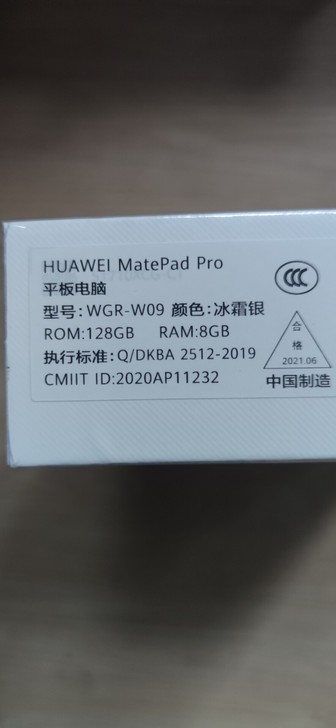 HUAWEI MatePad Pro
平板电脑
型号:WGR-W09 颜色:冰霜银
ROM:128GB RAM:8GB
执行标准:Q/DKBA 2512-2019
CMIIT ID:2020AP11232
CCC
合
格
2021.06
中国制造